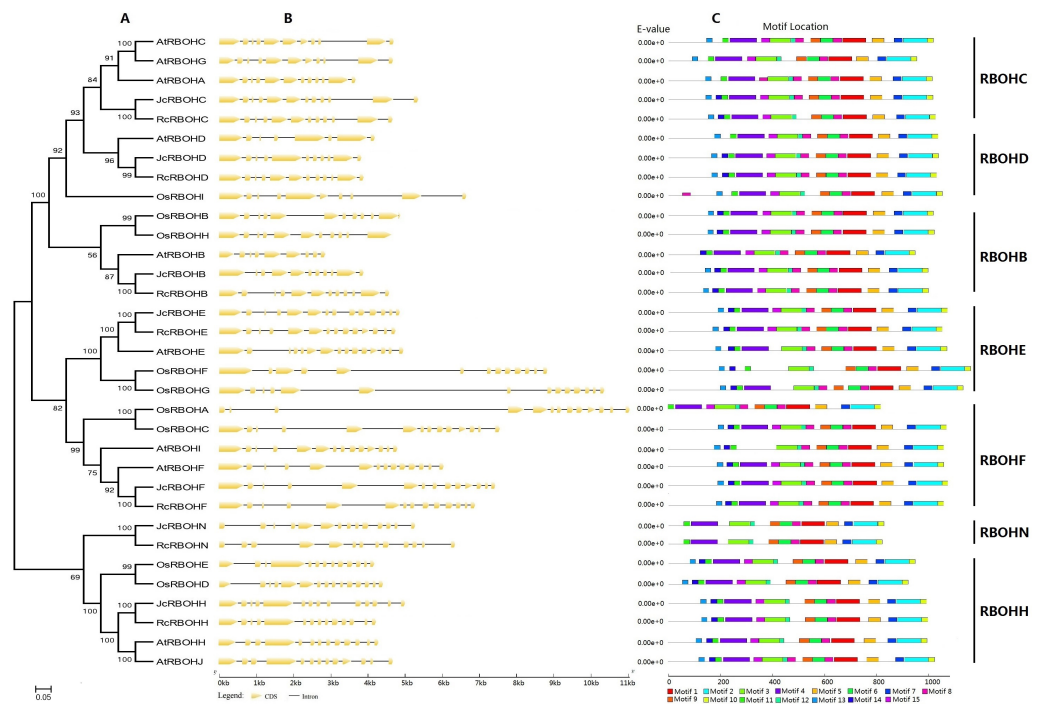 A B C
E-value Motif Location
100 AtRBOHC 0.00e+0
91 AtRBOHG 0.00e+0
84 AtRBOHA 0.00e+0
RBOHC
JcRBOHC 0.00e+0
93 100 RcRBOHC 0.00e+0
AtRBOHD 0.00e+0
92 96 JcRBOHD 0.00e+0
RBOHD
99 RcRBOHD 0.00e+0
100 OsRBOHI 0.00e+0
99 OsRBOHB 0.00e+0
OsRBOHH 0.00e+0
56 AtRBOHB 0.00e+0
RBOHB
87 JcRBOHB 0.00e+0
100 RcRBOHB 0.00e+0
100 JcRBOHE 0.00e+0
RcRBOHE 0.00e+0
100 AtRBOHE 0.00e+0
RBOHE
OsRBOHF 0.00e+0
100 OsRBOHG 0.00e+0
82 100 OsRBOHA 0.00e+0
OsRBOHC 0.00e+0
99 AtRBOHI 0.00e+0
RBOHF
75 AtRBOHF 0.00e+0
92 JcRBOHF 0.00e+0
100 RcRBOHF 0.00e+0
100 JcRBOHN 0.00e+0
RBOHN
RcRBOHN 0.00e+0
99 OsRBOHE 0.00e+0
69 OsRBOHD 0.00e+0
100 100 JcRBOHH 0.00e+0
RBOHH
RcRBOHH 0.00e+0
100 AtRBOHH 0.00e+0
100 AtRBOHJ 0.00e+0
5' 3'
0kb 1kb 2kb 3kb 4kb 5kb 6kb 7kb 8kb 9kb 10kb 11kb
0 200 400 600 800 1000
0.05
Legend: CDS Intron
Motif 1 Motif 2 Motif 3 Motif 4 Motif 5 Motif 6 Motif 7 Motif 8
Motif 9 Motif 10 Motif 11 Motif 12 Motif 13 Motif 14 Motif 15